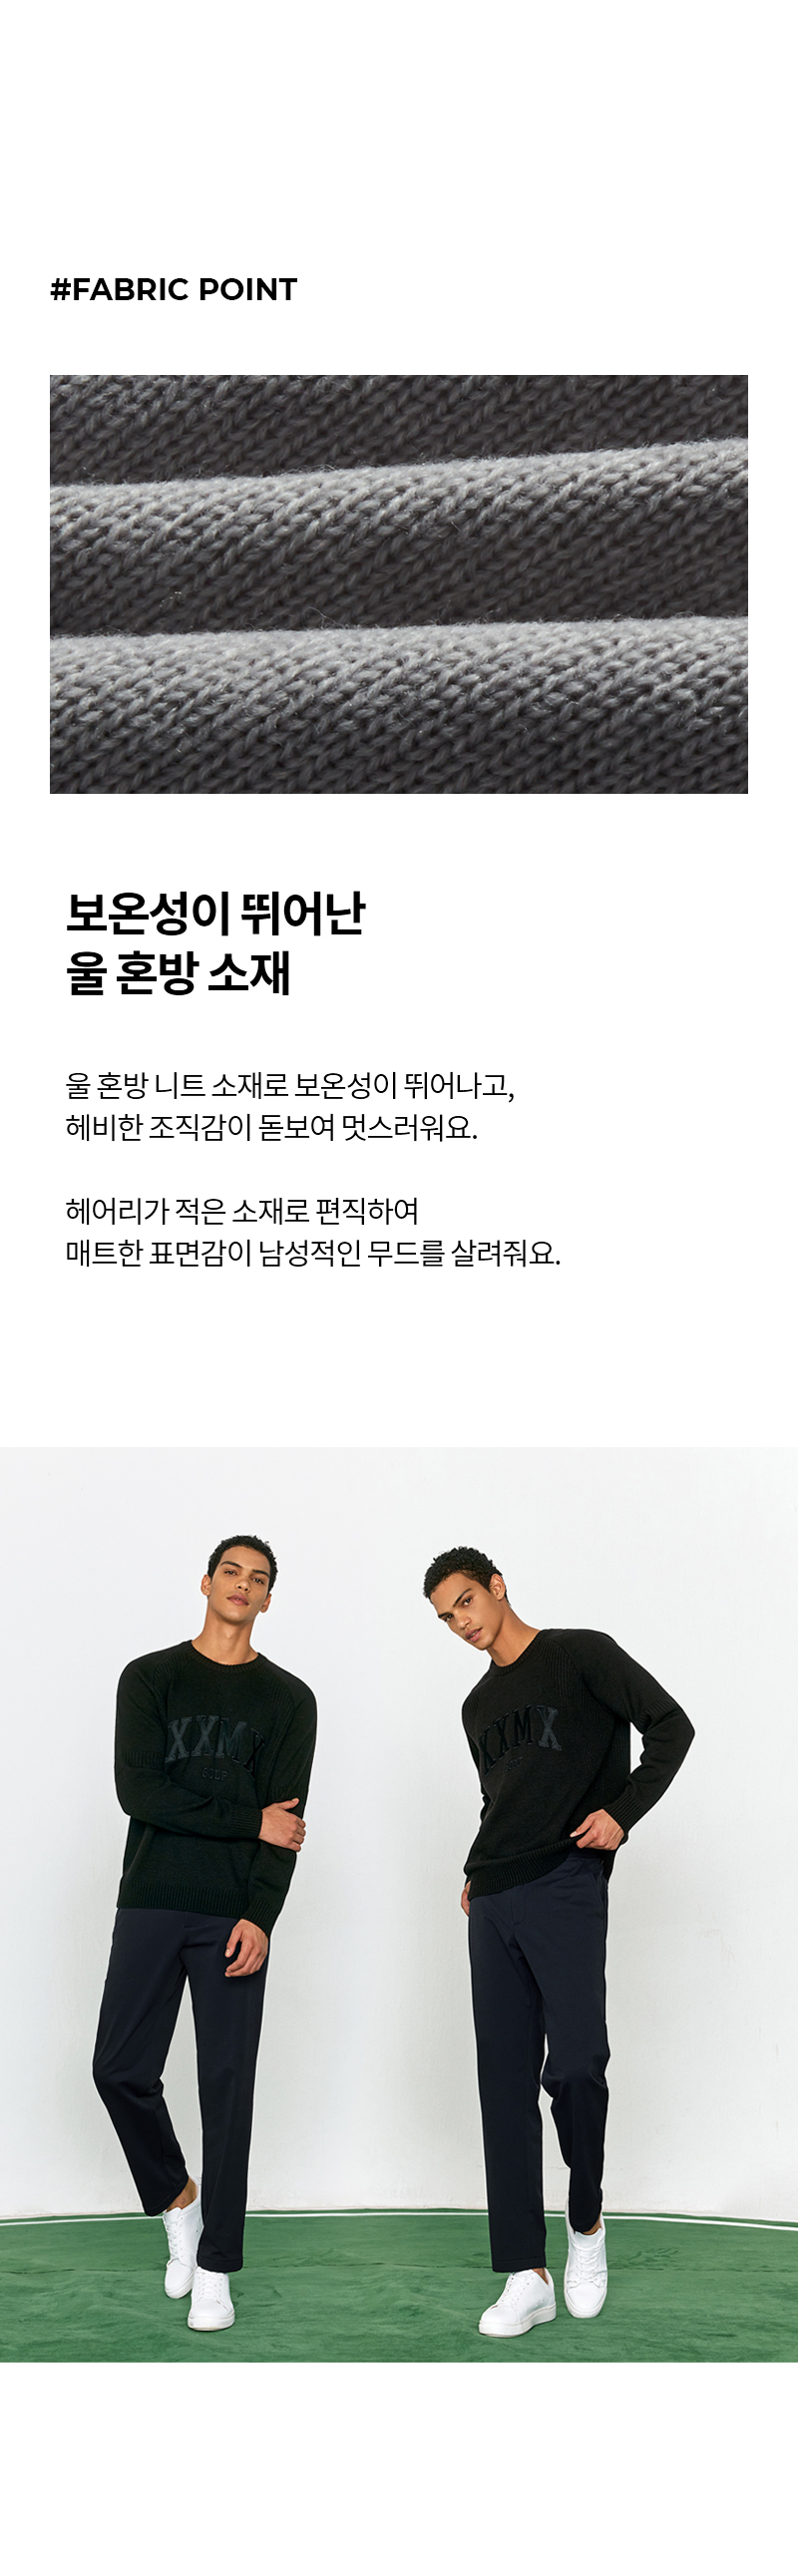 #FABRIC POINT
보온성이 뛰어난
울 혼방 소재
울 혼방 니트 소재로 보온성이 뛰어나고,
헤비한 조직감이 돋보여 멋스러워요.
헤어리가 적은 소재로 편직하여
매트한 표면감이 남성적인 무드를 살려줘요.
XXMX
GOLF
XXMX
GOLF